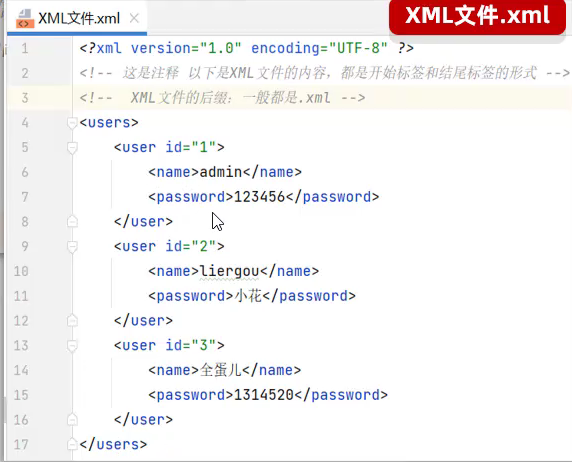 XML文件.xml
XML文件.xml
1 <?xml version="1.0" encoding="UTF-8" ?>
2 <!-- 这是注释 以下是XML文件的内容，都是开始标签和结尾标签的形式 -->
3 <!-- XML文件的后缀：一般都是.xml -->
4 <users>
5 <user id="1">
6 <name>admin</name>
7 <password>123456</password>
8 </user>
9 <user id="2">
10 <name>liergou</name>
11 <password>小花</password>
12 </user>
13 <user id="3">
14 <name>全蛋儿</name>
15 <password>1314520</password>
16 </user>
17 </users>